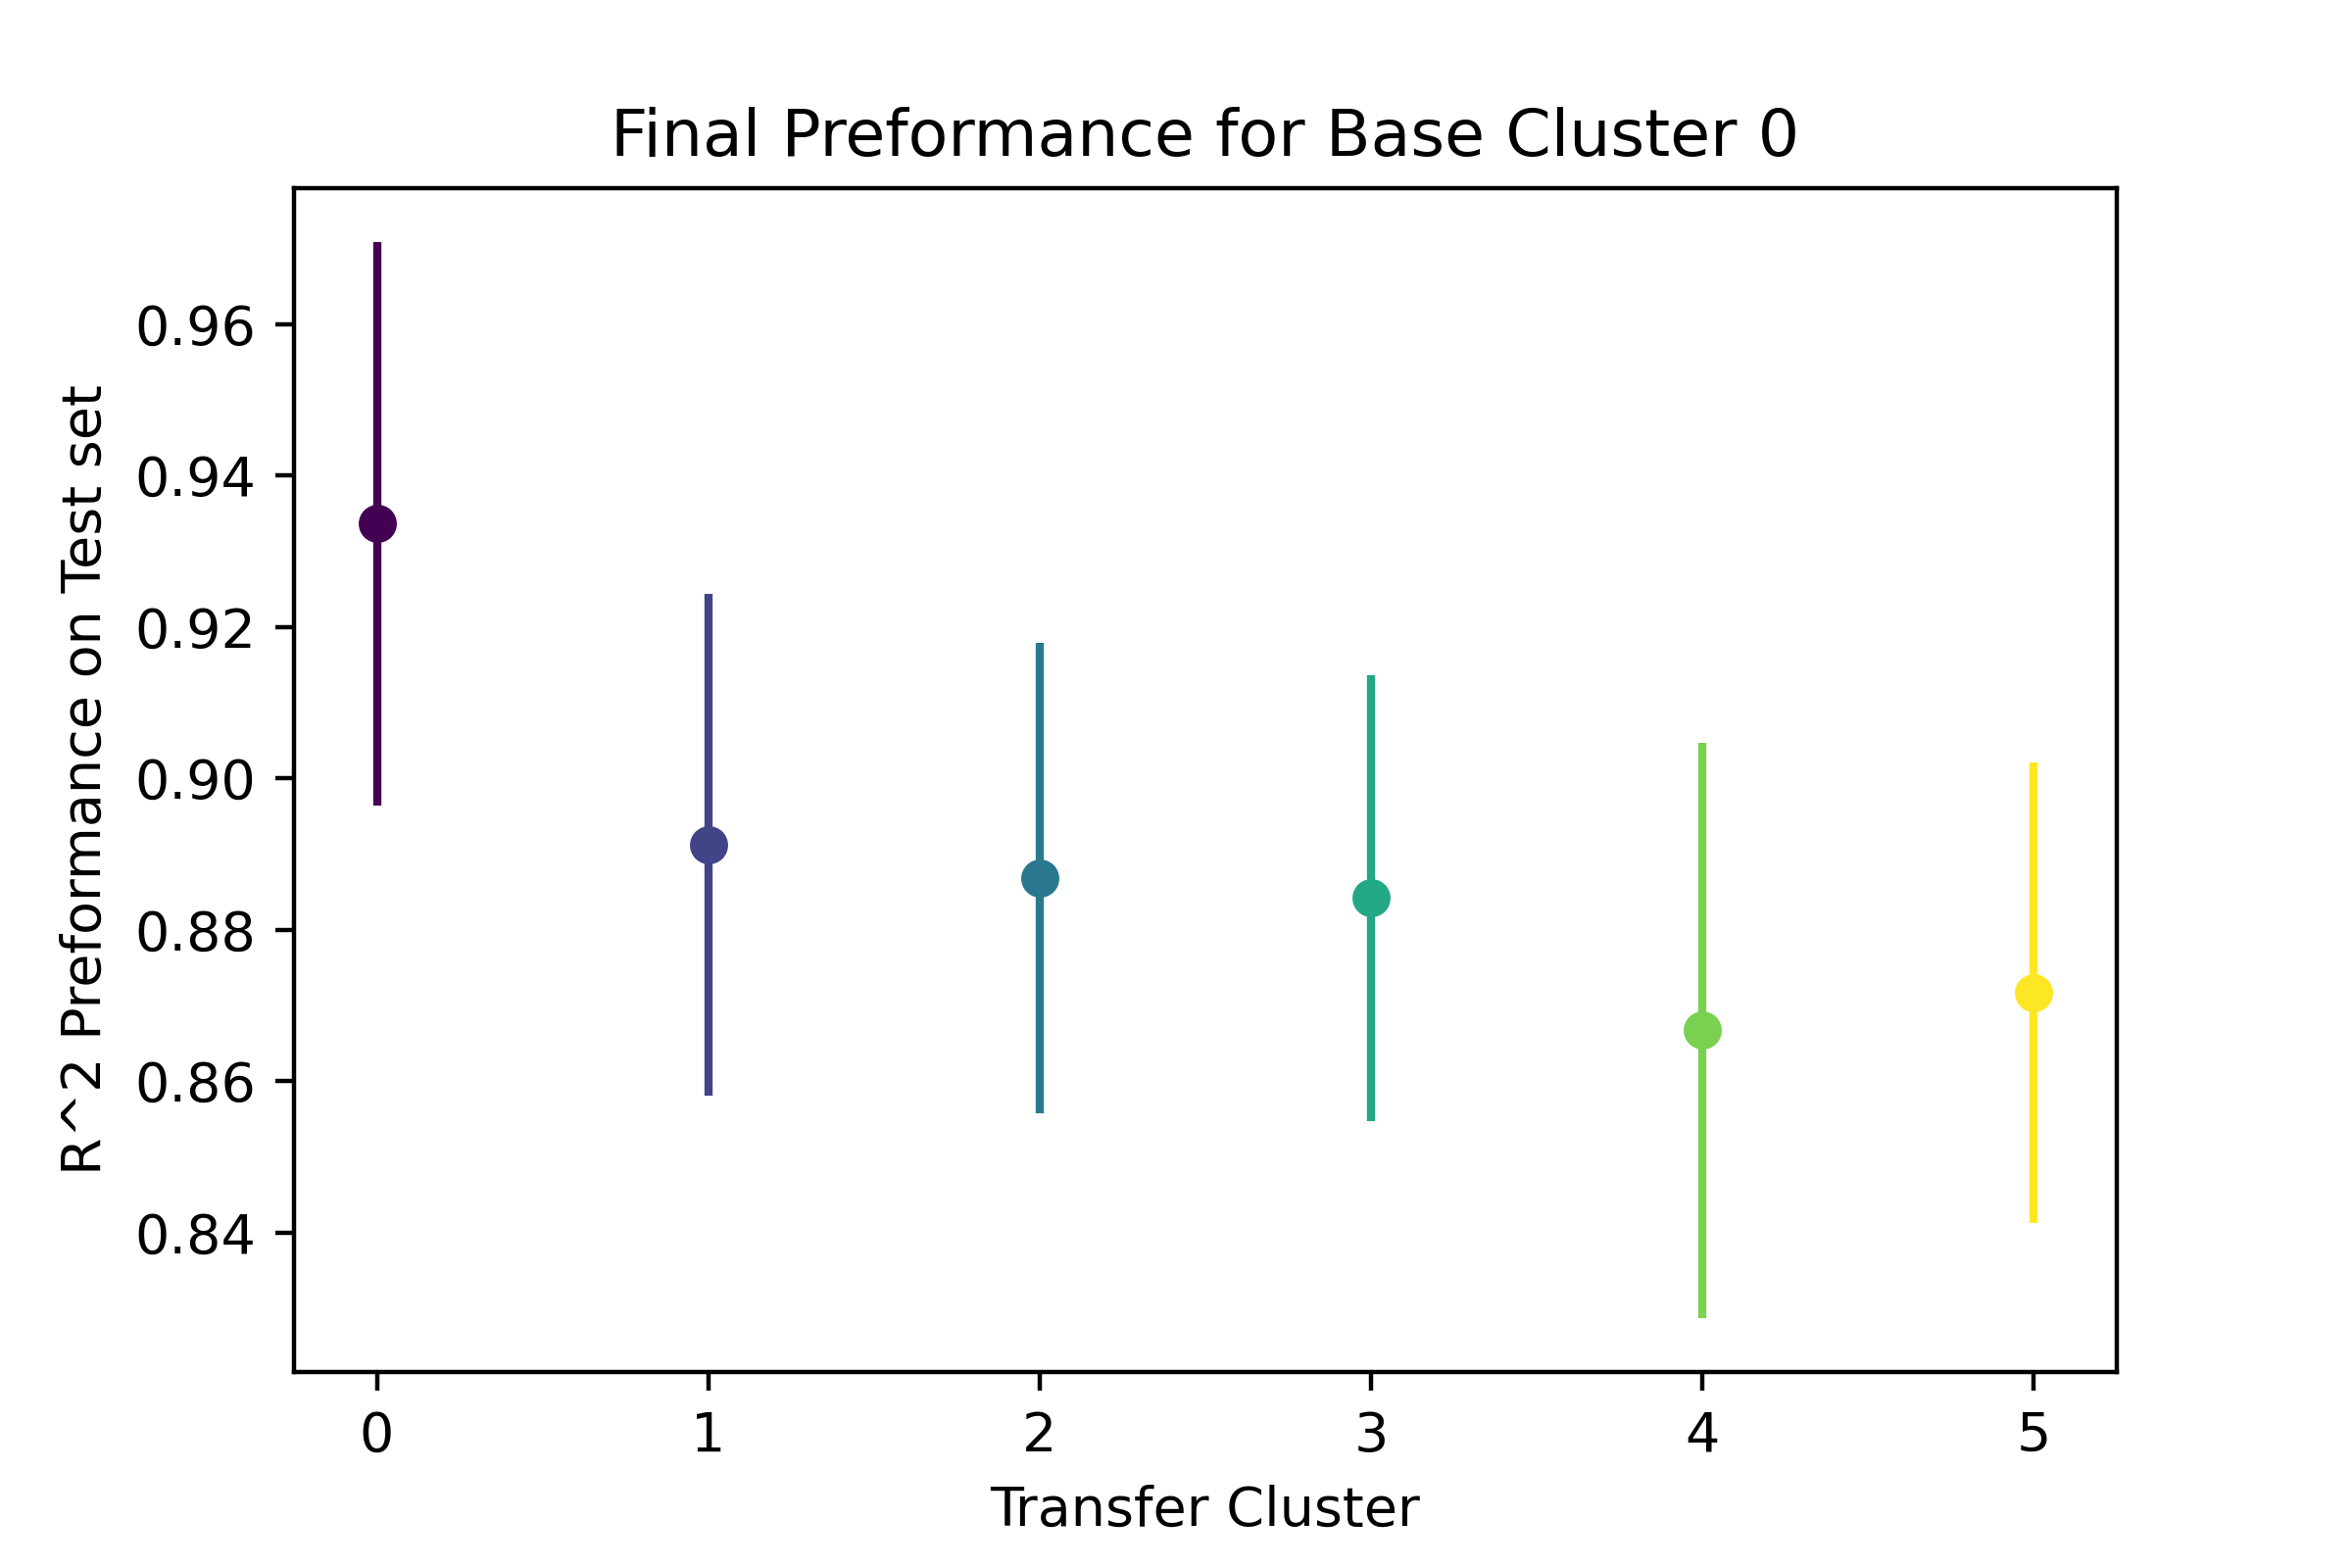 Final Preformance for Base Cluster 0
R^2 Preformance on Test set
0.96
0.94
0.92
0.90
0.88
0.86
0.84
0 1 2 3 4 5
Transfer Cluster